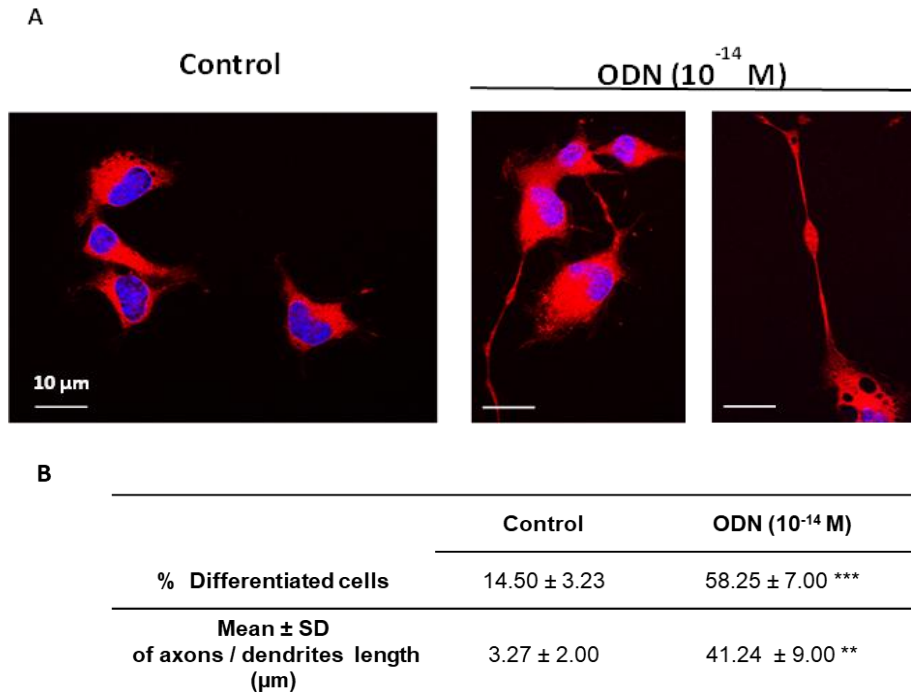 A
Control
ODN (10⁻¹⁴ M)
10 µm
B
Control ODN (10⁻¹⁴ M)
% Differentiated cells 14.50 ± 3.23 58.25 ± 7.00 ***
Mean ± SD
of axons / dendrites length 3.27 ± 2.00 41.24 ± 9.00 **
(µm)